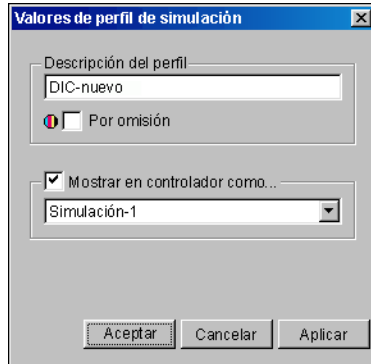 Valores de perfil de simulación
Descripción del perfil
DIC-nuevo
Por omisión
Mostrar en controlador como...
Simulación-1
Aceptar
Cancelar
Aplicar